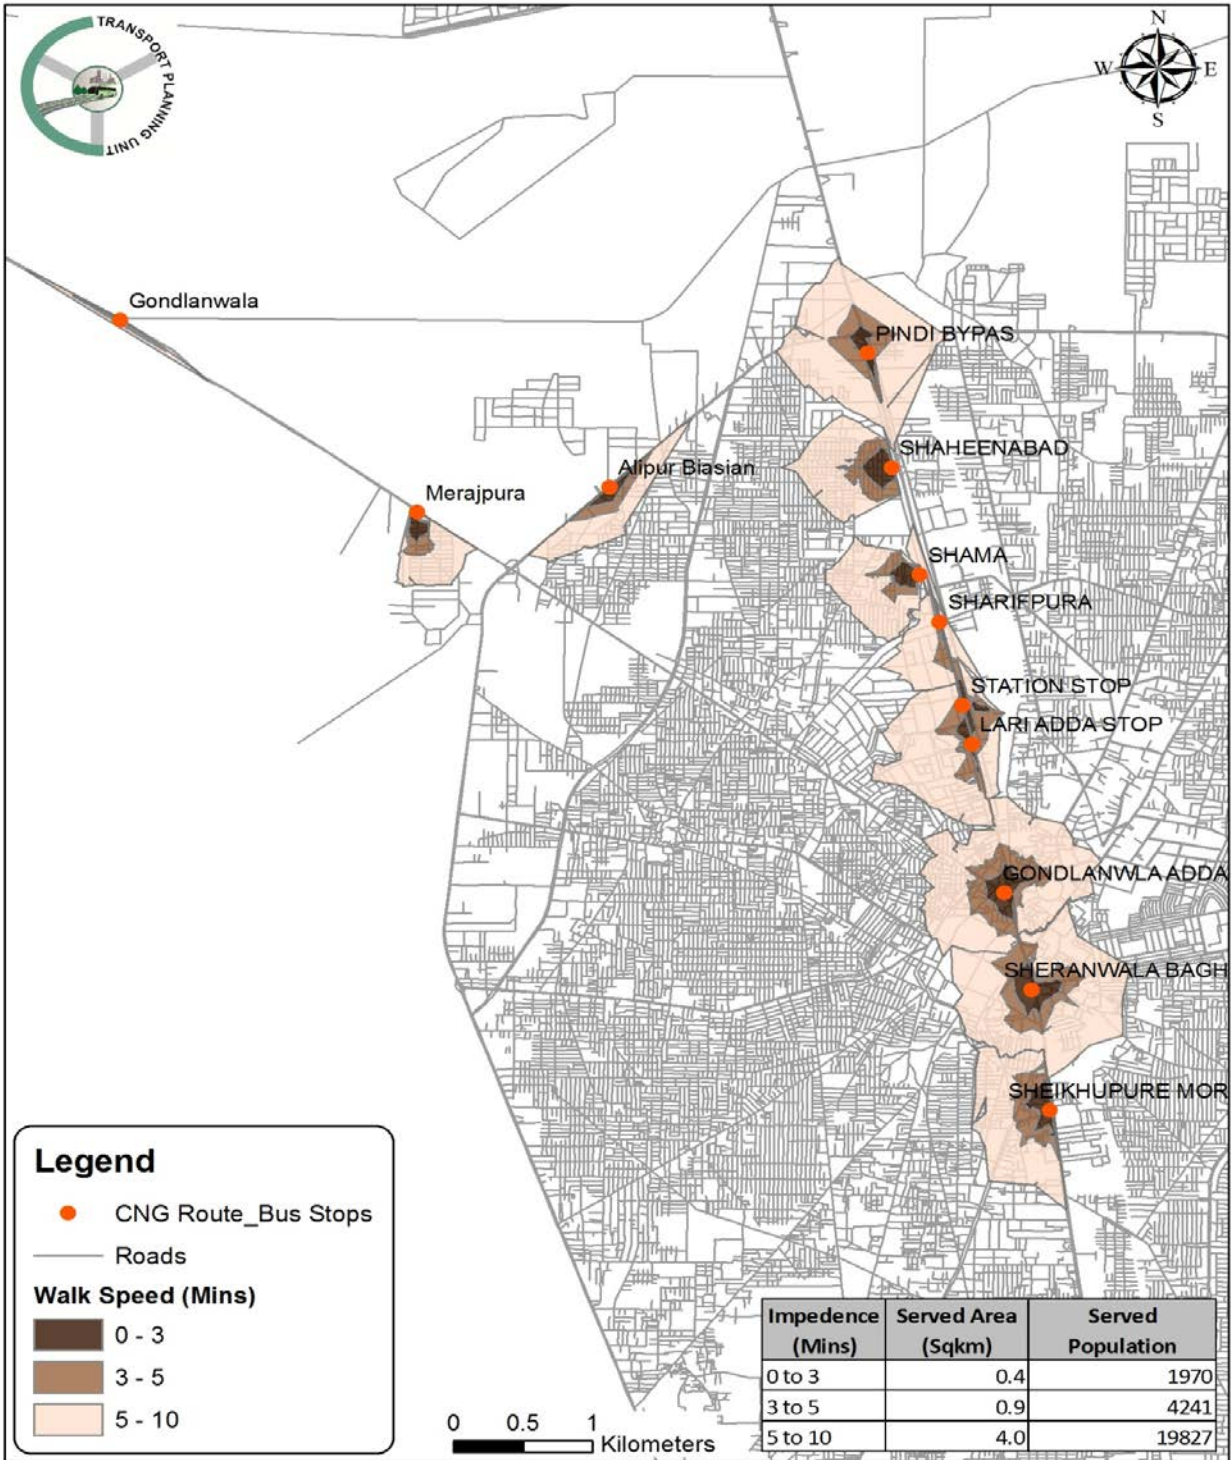 TRANSPORT PLANNING UNIT
N
W E
S
Gondlanwala
PINDI BYPAS
SHAHEENABAD
Alipur Biasian
Merajpura
SHAMA
SHARIFPURA
STATION STOP
LARI ADDA STOP
GONDLANWLA ADDA
SHERANWALA BAGH
SHEIKHUPURE MOR
Legend
CNG Route_Bus Stops
Roads
Walk Speed (Mins)
0 - 3
3 - 5
5 - 10
0 0.5 1
Kilometers
Impedence Served Area Served
(Mins) (Sqkm) Population
0 to 3 0.4 1970
3 to 5 0.9 4241
5 to 10 4.0 19827